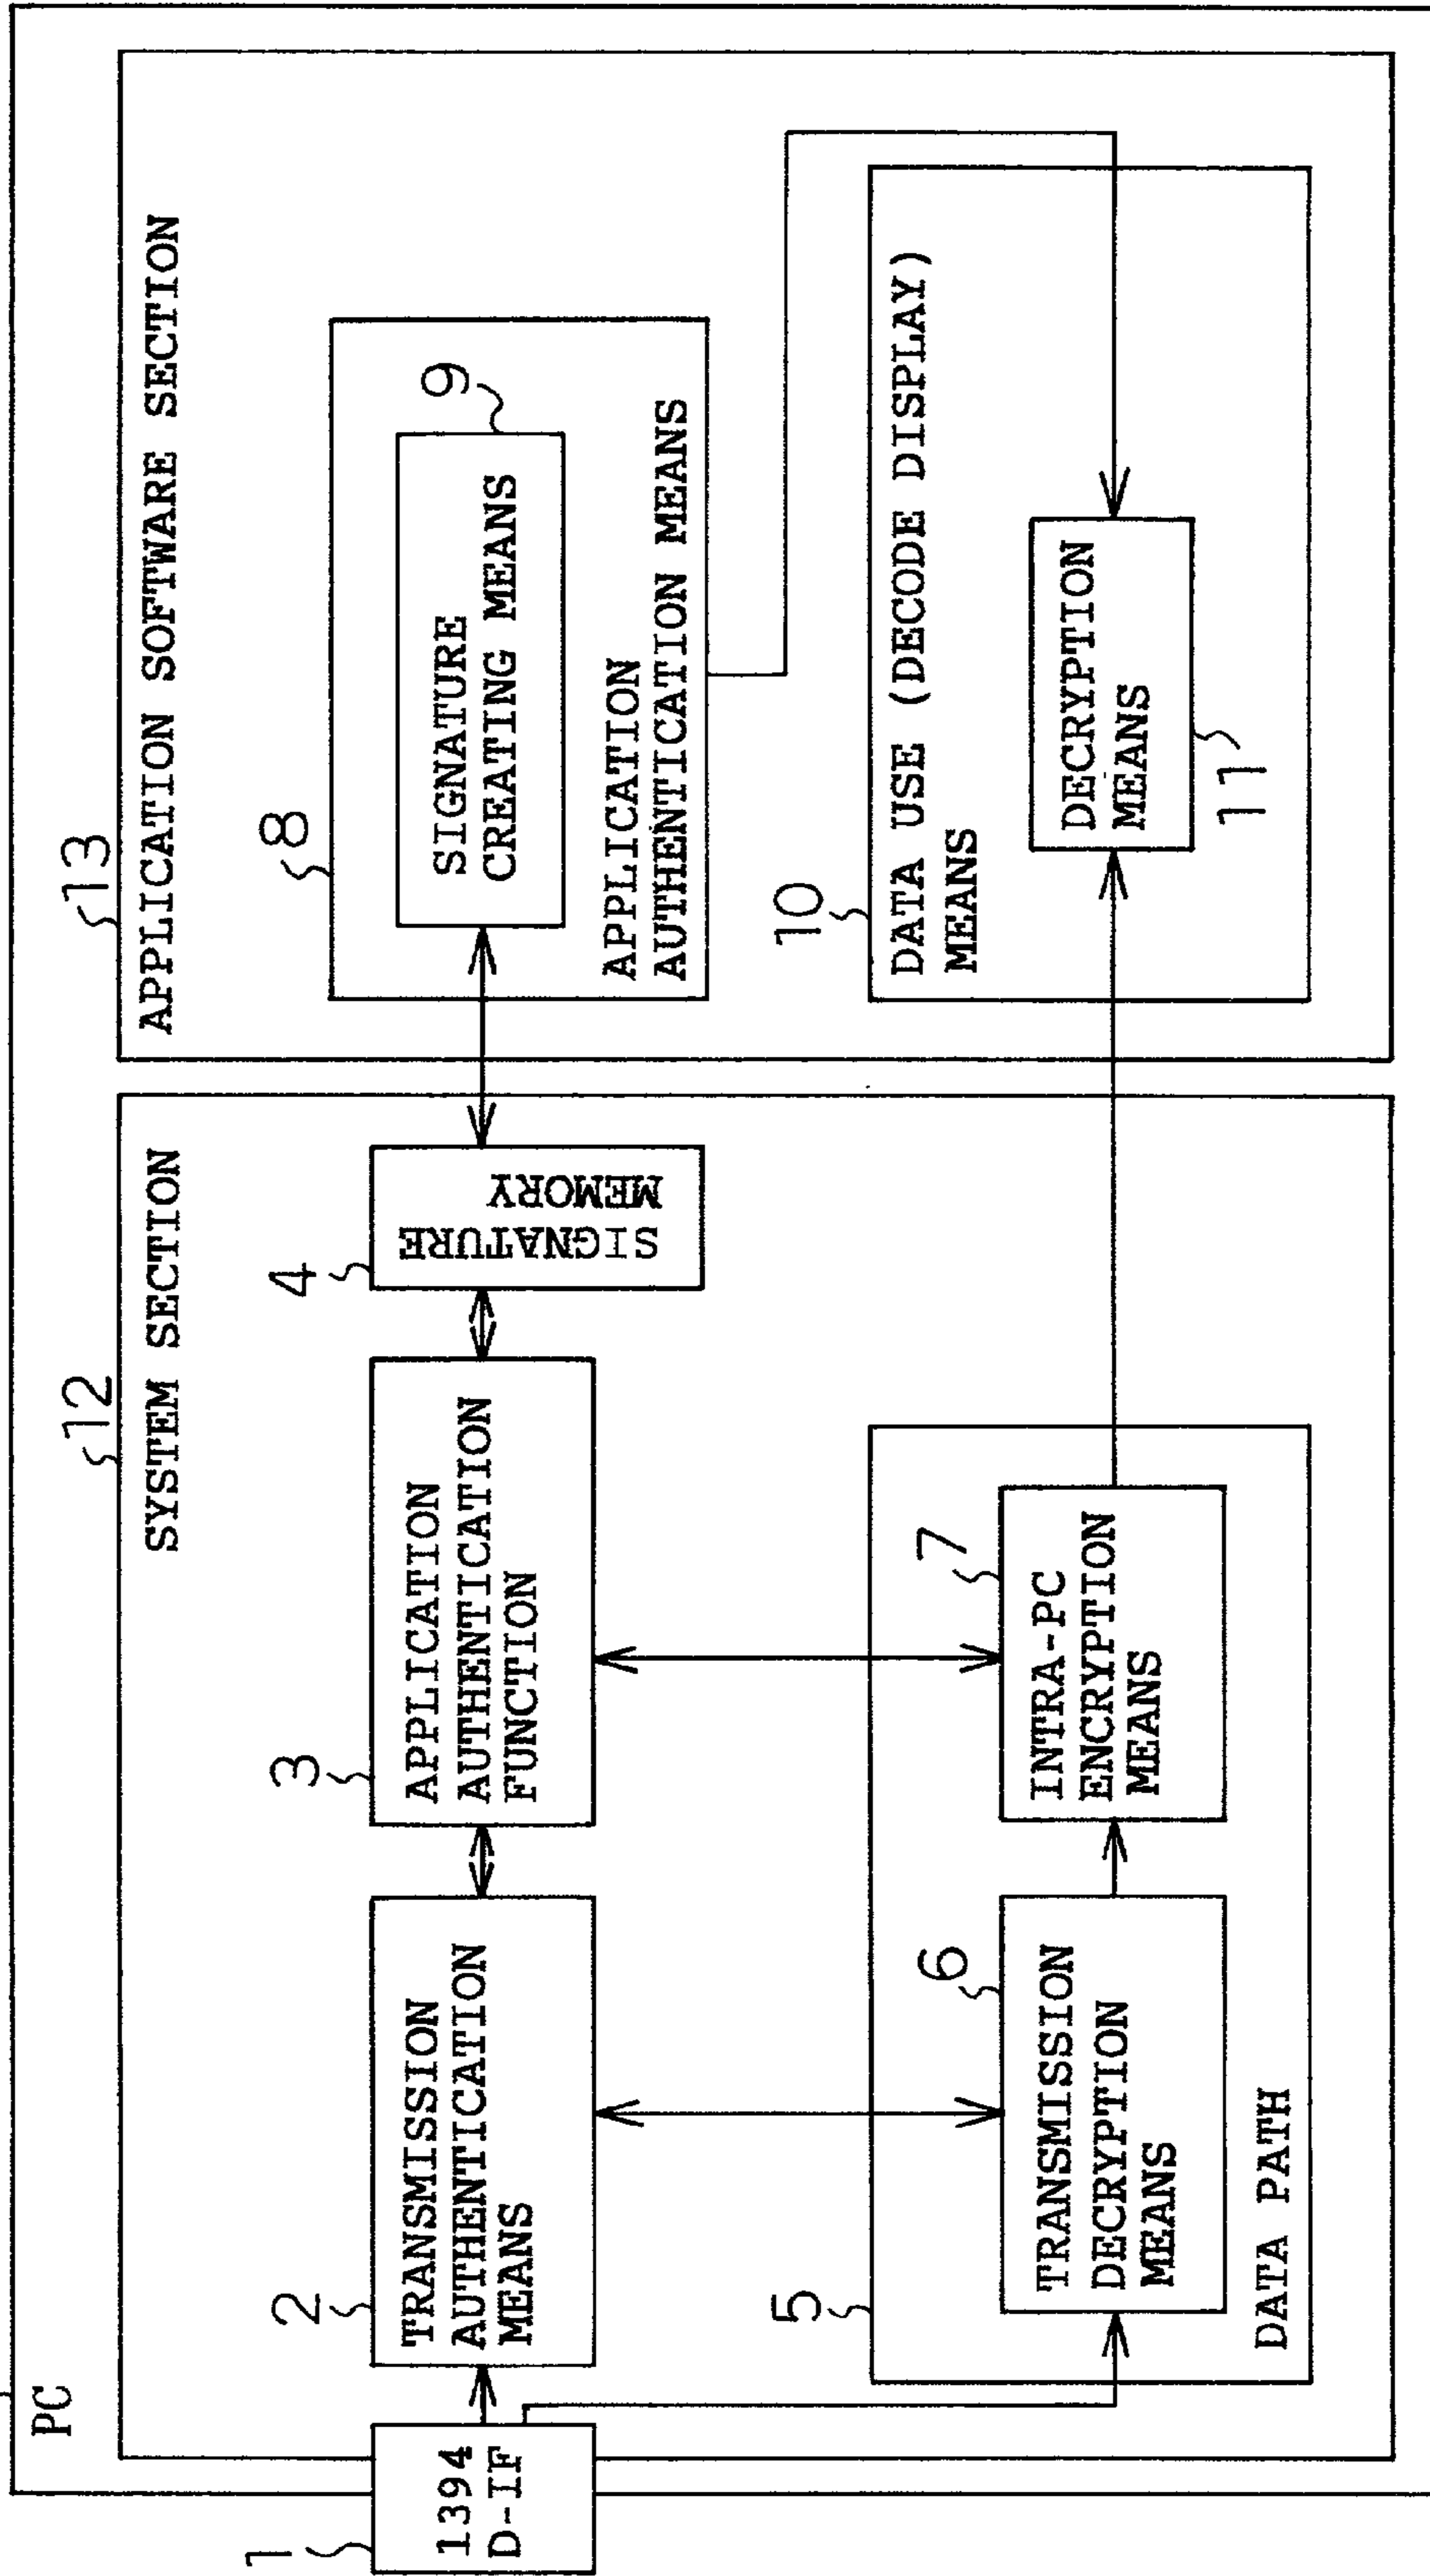 PC
12
SYSTEM SECTION
1
1394
D-IF
2
TRANSMISSION
AUTHENTICATION
MEANS
3
APPLICATION
AUTHENTICATION
FUNCTION
4
SIGNATURE
MEMORY
5
6
TRANSMISSION
DECRYPTION
MEANS
7
INTRA-PC
ENCRYPTION
MEANS
DATA PATH
13
APPLICATION SOFTWARE SECTION
8
9
SIGNATURE
CREATING MEANS
APPLICATION
AUTHENTICATION MEANS
10
DATA USE (DECODE DISPLAY)
MEANS
DECRYPTION
MEANS
11